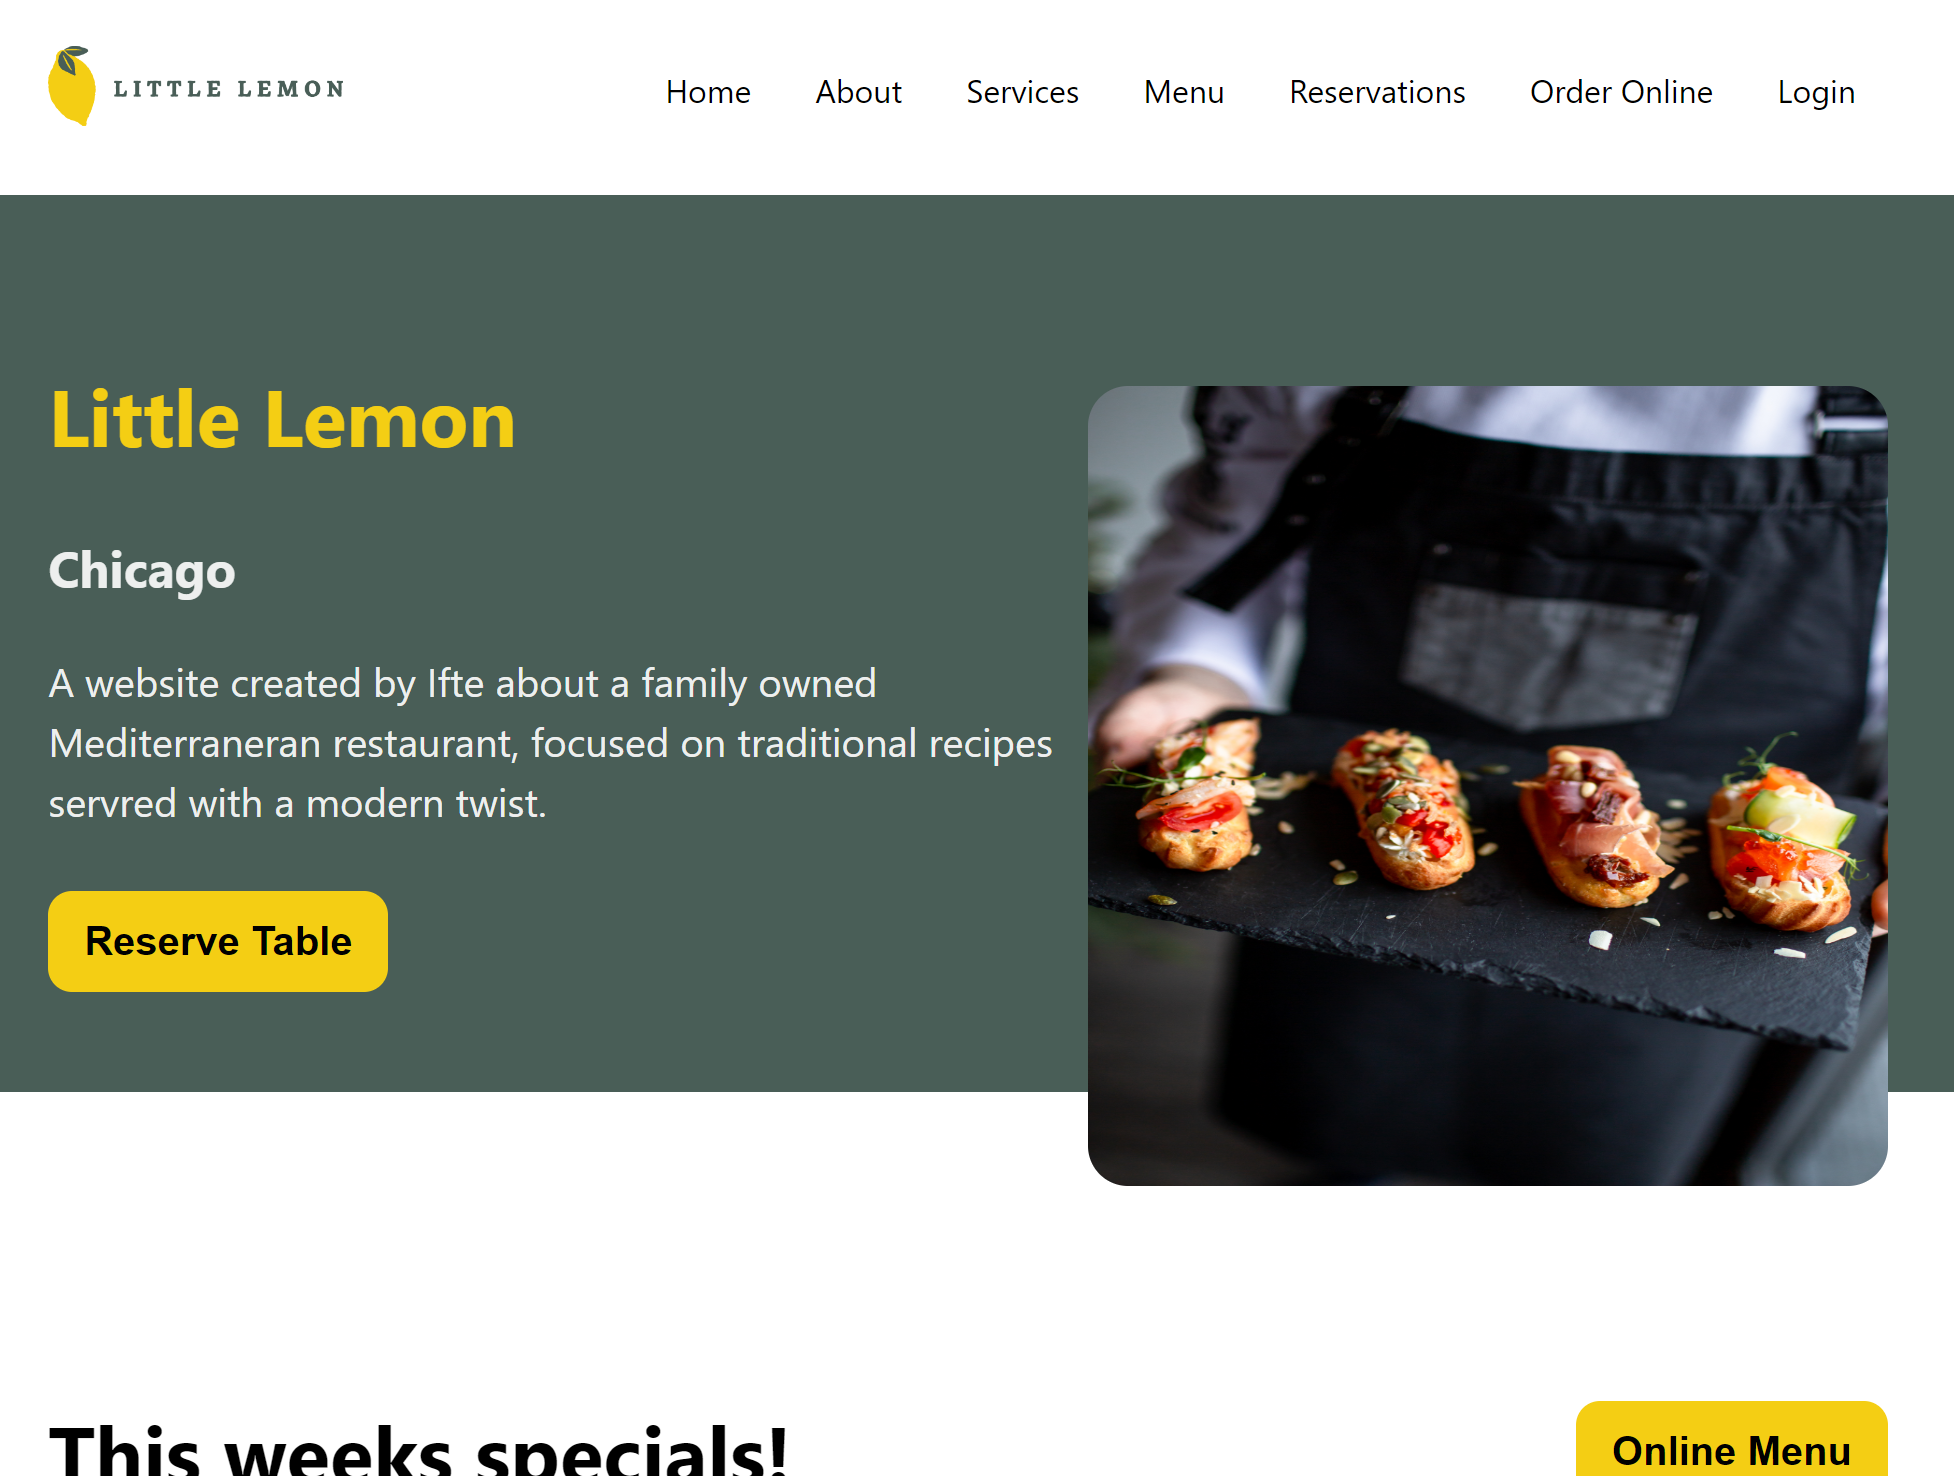 LITTLE LEMON
Home About Services Menu Reservations Order Online Login
Little Lemon
Chicago
A website created by Ifte about a family owned
Mediterraneran restaurant, focused on traditional recipes
servred with a modern twist.
Reserve Table
This weeks specials!
Online Menu